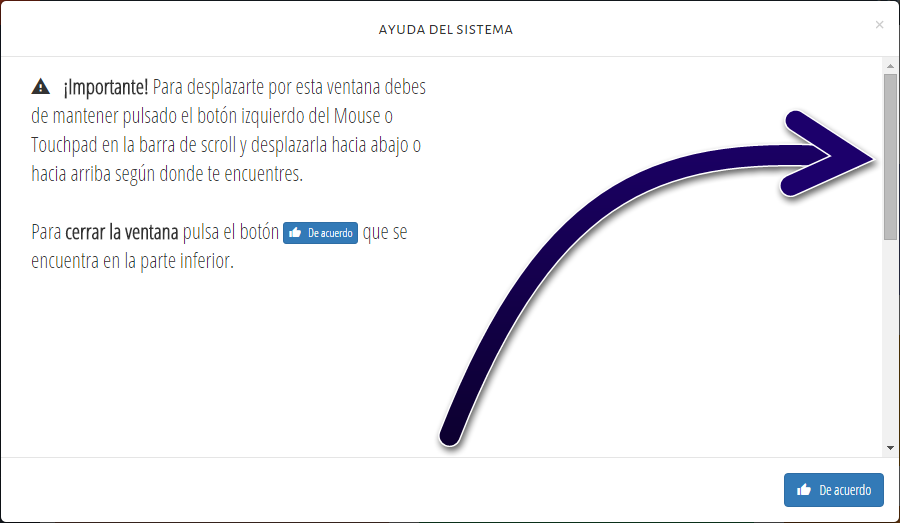 AYUDA DEL SISTEMA
×
¡Importante! Para desplazarte por esta ventana debes
de mantener pulsado el botón izquierdo del Mouse o
Touchpad en la barra de scroll y desplazarla hacia abajo o
hacia arriba según donde te encuentres.
Para cerrar la ventana pulsa el botón De acuerdo que se
encuentra en la parte inferior.
De acuerdo